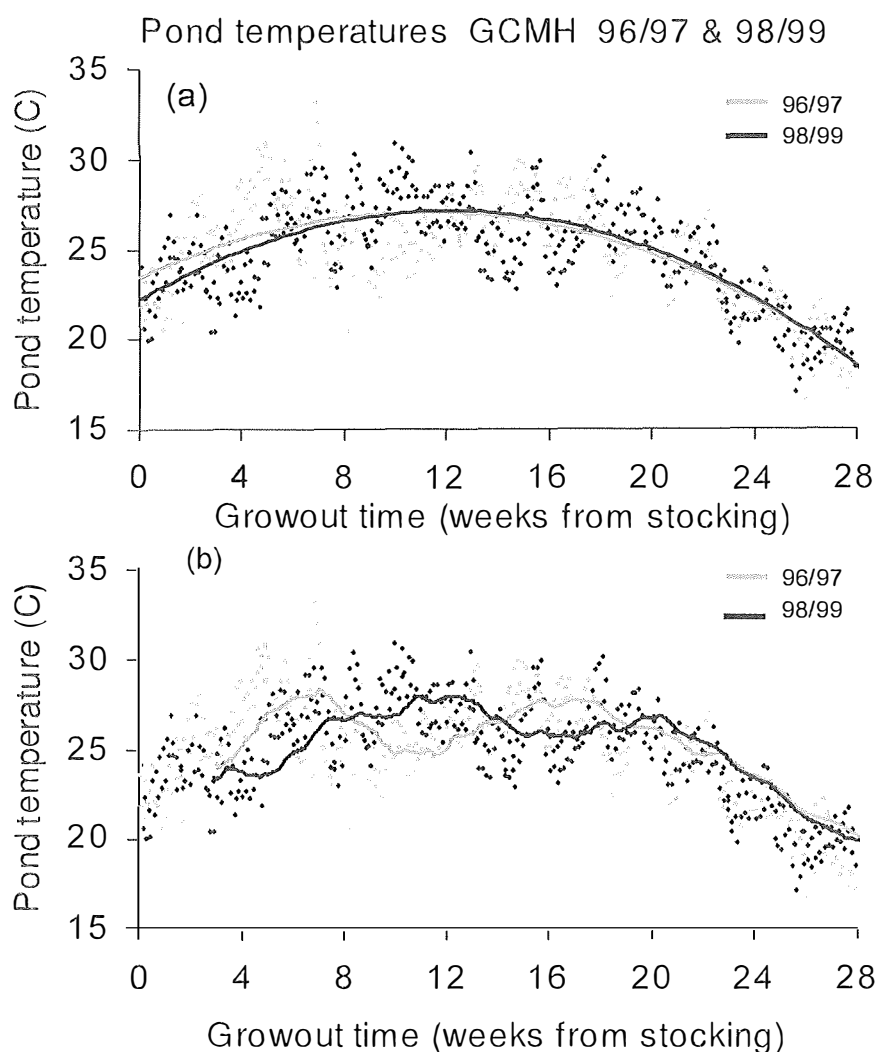 Pond temperatures GCMH 96/97 & 98/99
(a)
96/97
98/99
Pond temperature (C)
35
30
25
20
15
0 4 8 12 16 20 24 28
Growout time (weeks from stocking)
(b)
96/97
98/99
Pond temperature (C)
35
30
25
20
15
0 4 8 12 16 20 24 28
Growout time (weeks from stocking)